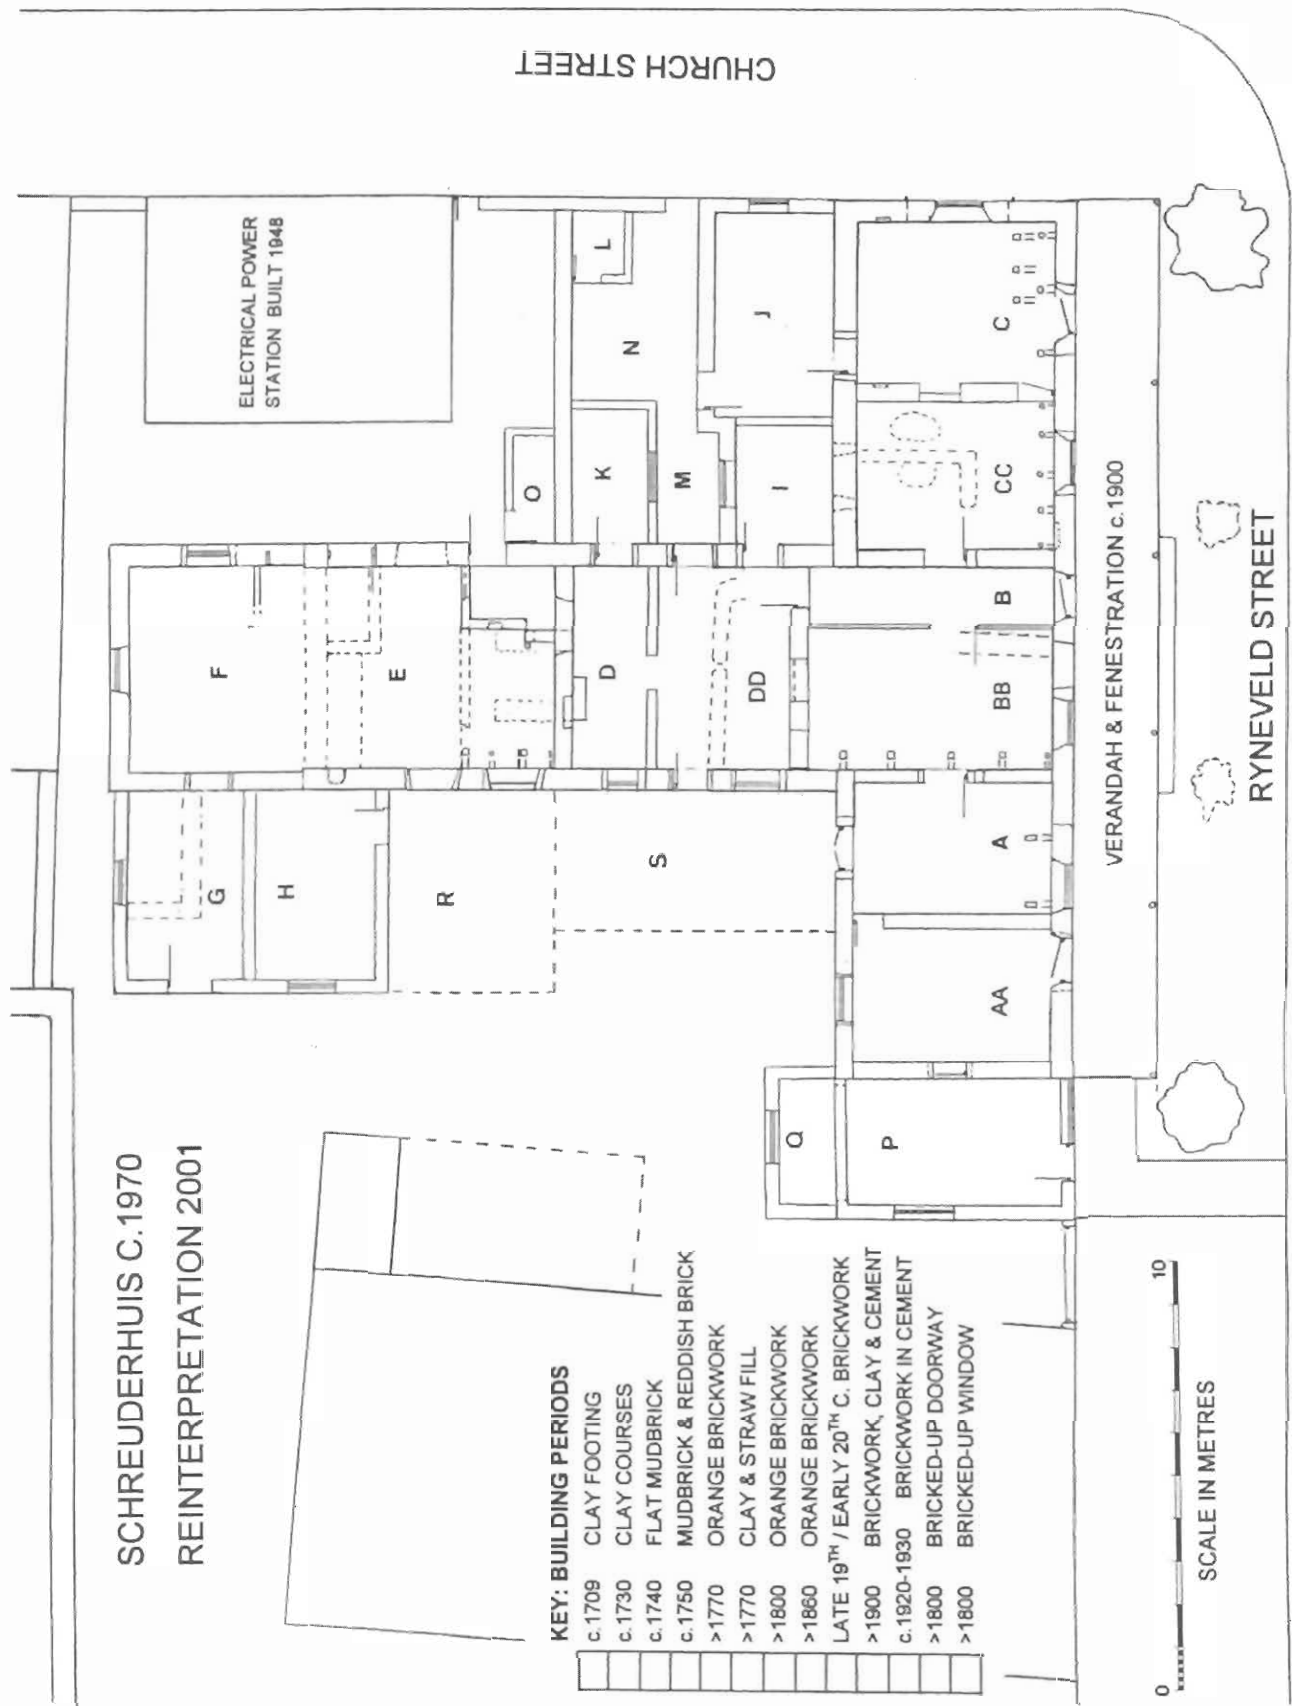 SCHREUDERHUIS C.1970
REINTERPRETATION 2001
CHURCH STREET
ELECTRICAL POWER
STATION BUILT 1948
F
E
D
DD
BB
B
G
H
R
S
A
AA
Q
P
O
K
L
N
M
I
J
CC
C
VERANDAH & FENESTRATION c.1900
RYNEVELD STREET
KEY: BUILDING PERIODS
c.1709 CLAY FOOTING
c.1730 CLAY COURSES
c.1740 FLAT MUDBRICK
c.1750 MUDBRICK & REDDISH BRICK
>1770 ORANGE BRICKWORK
>1770 CLAY & STRAW FILL
>1800 ORANGE BRICKWORK
>1860 ORANGE BRICKWORK
LATE 19TH / EARLY 20TH C. BRICKWORK
>1900 BRICKWORK, CLAY & CEMENT
c.1920-1930 BRICKWORK IN CEMENT
>1800 BRICKED-UP DOORWAY
>1800 BRICKED-UP WINDOW
0 10
SCALE IN METRES